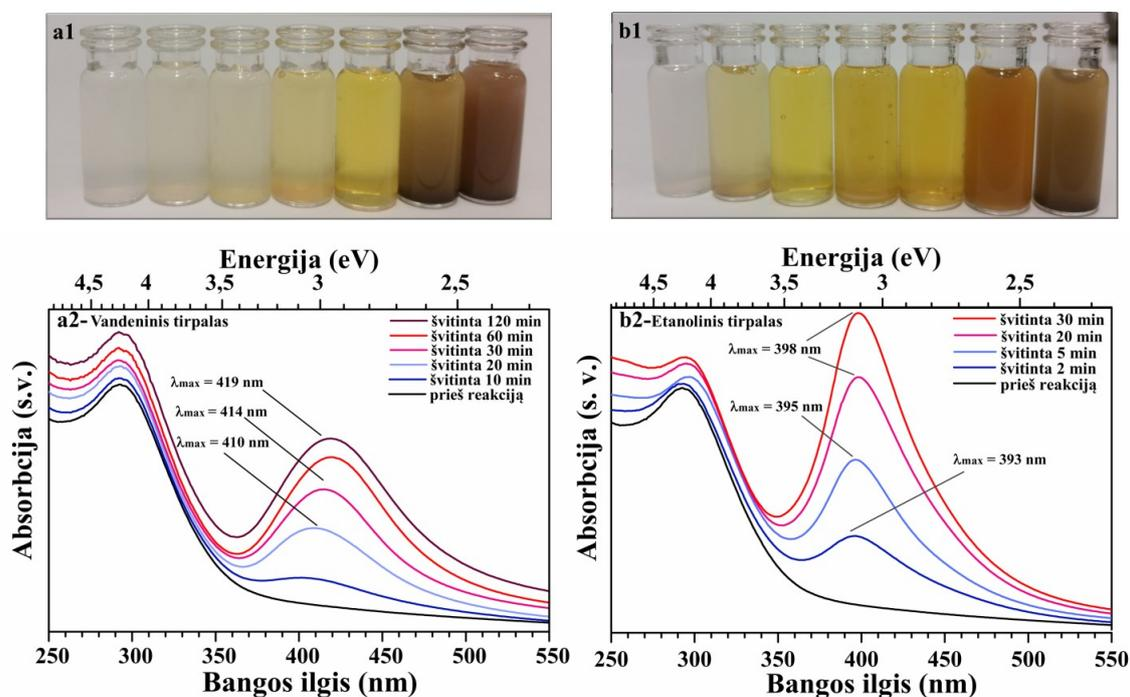 a1
b1
Energija (eV)
4,5 4 3,5 3 2,5
a2-Vandeninis tirpalas
švitinta 120 min
švitinta 60 min
švitinta 30 min
švitinta 20 min
švitinta 10 min
prieš reakciją
λmax = 419 nm
λmax = 414 nm
λmax = 410 nm
Absorbcija (s.v.)
250 300 350 400 450 500 550
Bangos ilgis (nm)
Energija (eV)
4,5 4 3,5 3 2,5
b2-Etanolinis tirpalas
švitinta 30 min
švitinta 20 min
švitinta 5 min
švitinta 2 min
prieš reakciją
λmax = 398 nm
λmax = 395 nm
λmax = 393 nm
Absorbcija (s. v.)
250 300 350 400 450 500 550
Bangos ilgis (nm)